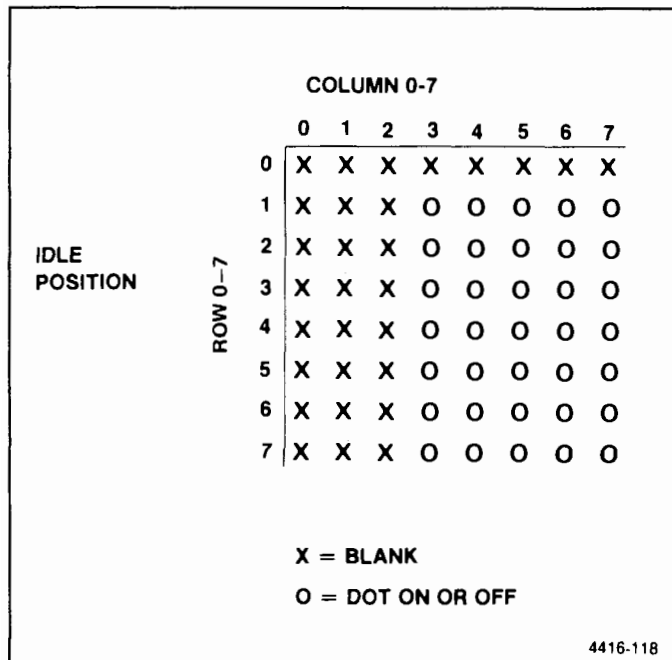 COLUMN 0-7
0 1 2 3 4 5 6 7
0 X X X X X X X X
1 X X X O O O O O
2 X X X O O O O O
3 X X X O O O O O
4 X X X O O O O O
5 X X X O O O O O
6 X X X O O O O O
7 X X X O O O O O
IDLE
POSITION
ROW 0–7
X = BLANK
O = DOT ON OR OFF
4416-118